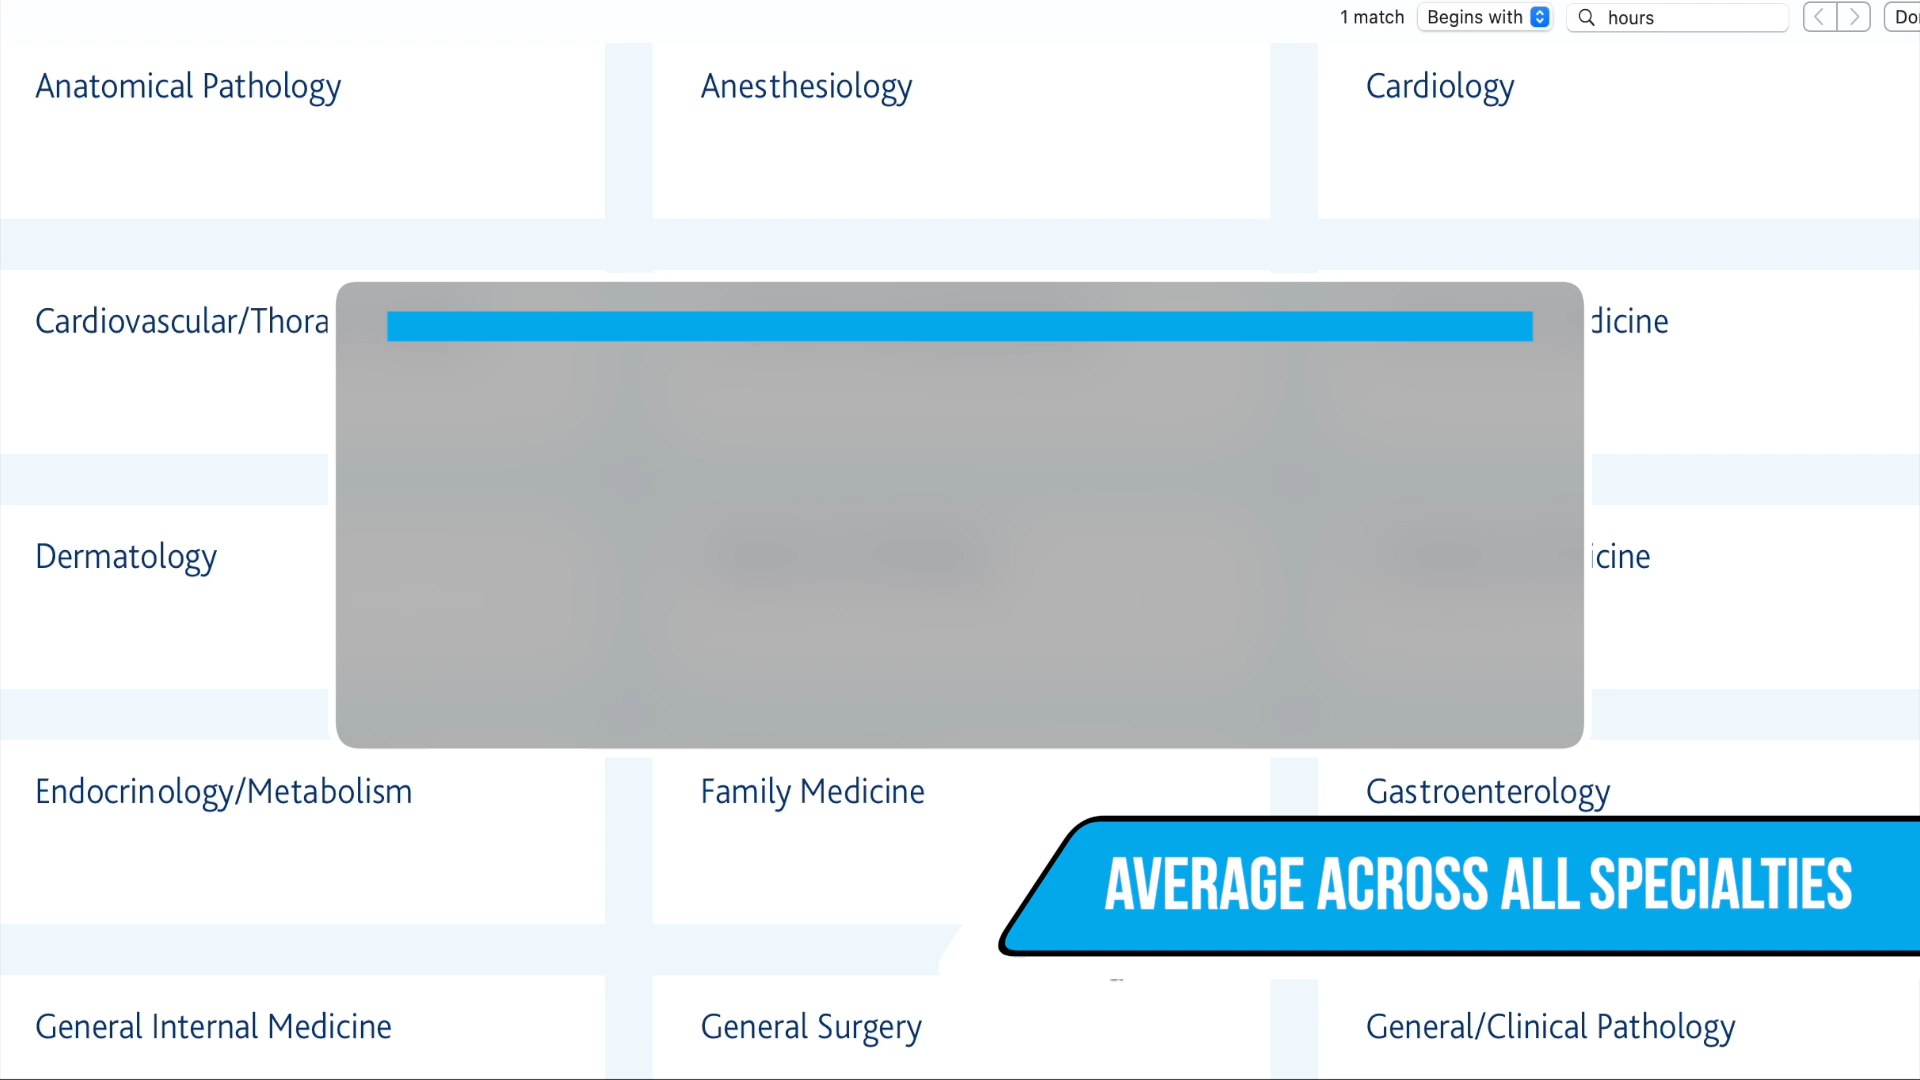 1 match Begins with hours
Anatomical Pathology
Anesthesiology
Cardiology
Cardiovascular/Thora
dicine
Dermatology
icine
Endocrinology/Metabolism
Family Medicine
Gastroenterology
AVERAGE ACROSS ALL SPECIALTIES
General Internal Medicine
General Surgery
General/Clinical Pathology